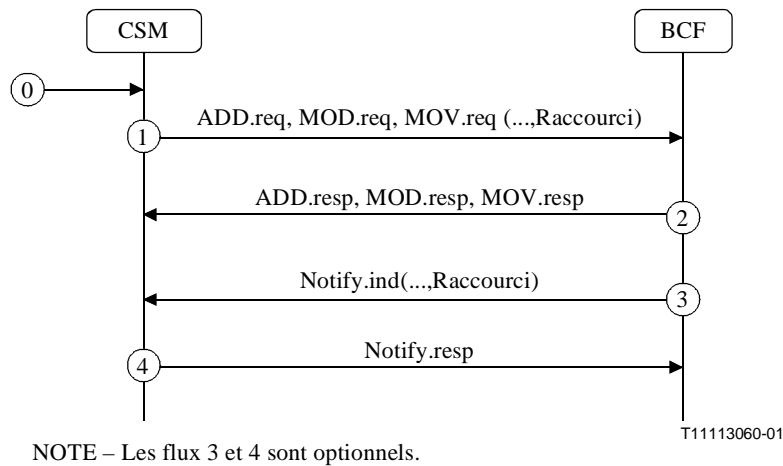 CSM
BCF
0
ADD.req, MOD.req, MOV.req (...,Raccourci)
1
ADD.resp, MOD.resp, MOV.resp
2
Notify.ind(...,Raccourci)
3
Notify.resp
4
T11113060-01
NOTE – Les flux 3 et 4 sont optionnels.